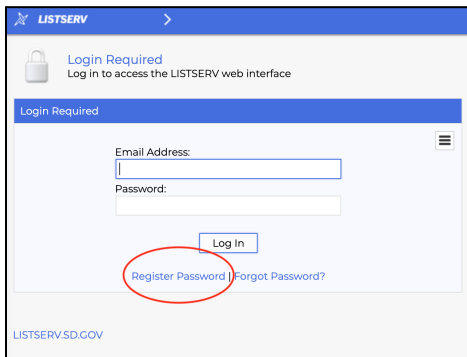 LISTSERV
Login Required
Log in to access the LISTSERV web interface
Login Required
Email Address:
Password:
Log In
Register Password | Forgot Password?
LISTSERV.SD.GOV